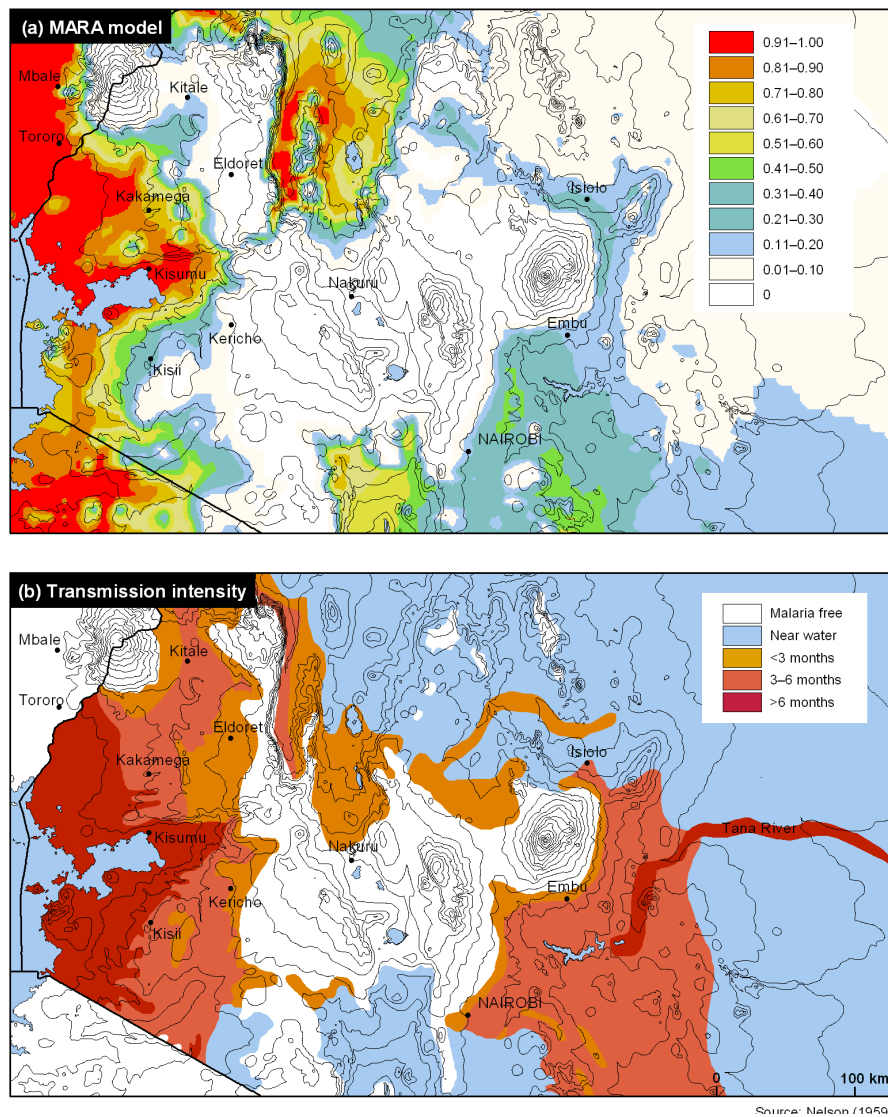 (a) MARA model
Mbale
Kitale
Tororo
Eldoret
Kakamega
Isiolo
Kisumu
Nakuru
Kericho
Embu
Kisii
NAIROBI
0.91–1.00
0.81–0.90
0.71–0.80
0.61–0.70
0.51–0.60
0.41–0.50
0.31–0.40
0.21–0.30
0.11–0.20
0.01–0.10
0
(b) Transmission intensity
Mbale
Kitale
Tororo
Eldoret
Kakamega
Isiolo
Kisumu
Tana River
Nakuru
Kericho
Embu
Kisii
NAIROBI
Malaria free
Near water
<3 months
3–6 months
>6 months
0 100 km
Source: Nelson (1959